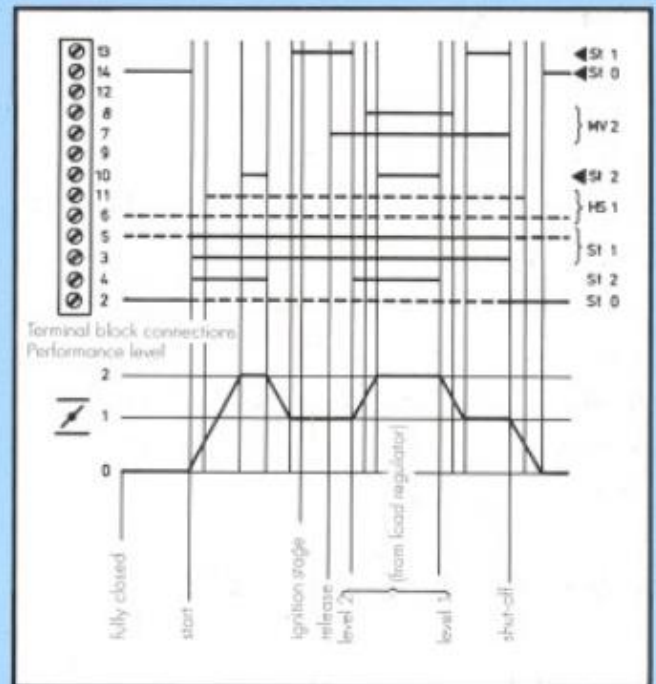 13 St 1
14 St 0
12
8
7 MV 2
9
10 St 2
11
6 HS 1
5
3 St 1
4 St 2
2 St 0
Terminal block connections
Performance level
2
1
0
fully closed
start
ignition stage
release
level 2
(from load regulator)
level 1
shut-off